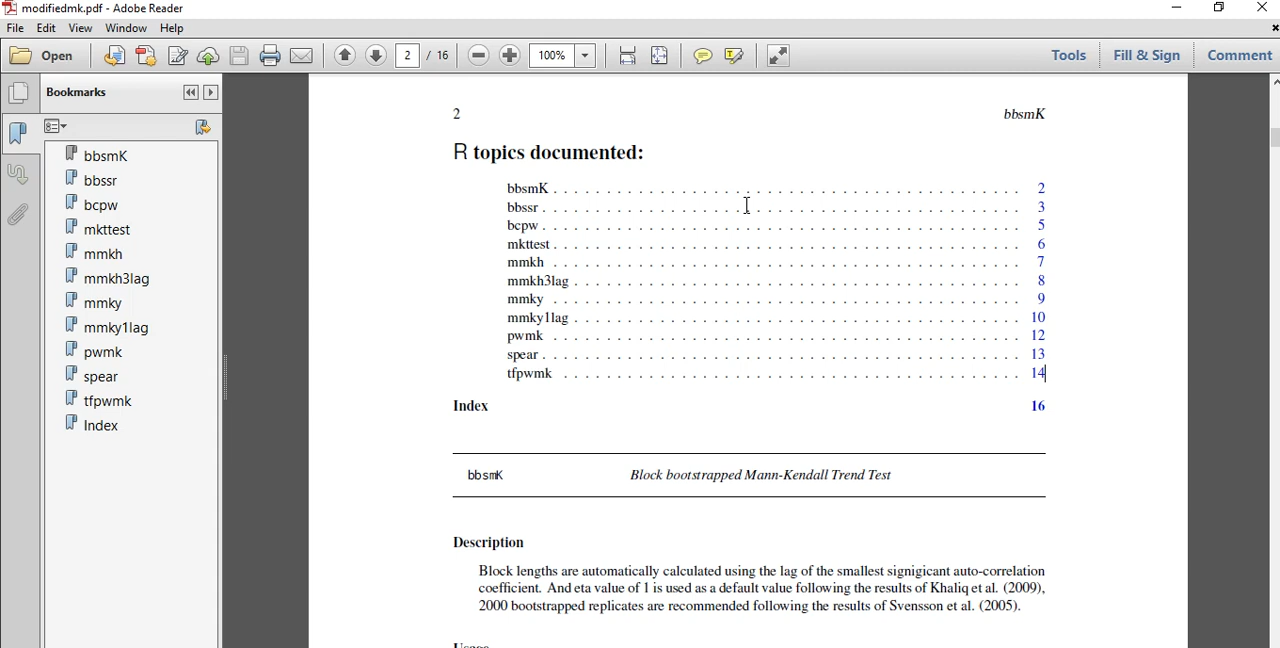 modifiedmk.pdf - Adobe Reader
File Edit View Window Help
Open 2 / 16 100% Tools Fill & Sign Comment
Bookmarks
bbsmK
bbssr
bcpw
mkttest
mmkh
mmkh3lag
mmky
mmky1lag
pwmk
spear
tfpwmk
Index
2 bbsmK
R topics documented:
bbsmK . . . . . . . . . . . . . . . . . . . . . . . . . . . . . . . . . . . . . . . . 2
bbssr . . . . . . . . . . . . . . . . . . . . . . . . . . . . . . . . . . . . . . . . 3
bcpw . . . . . . . . . . . . . . . . . . . . . . . . . . . . . . . . . . . . . . . . 5
mkttest . . . . . . . . . . . . . . . . . . . . . . . . . . . . . . . . . . . . . . . . 6
mmkh . . . . . . . . . . . . . . . . . . . . . . . . . . . . . . . . . . . . . . . . 7
mmkh3lag . . . . . . . . . . . . . . . . . . . . . . . . . . . . . . . . . . . . . . 8
mmky . . . . . . . . . . . . . . . . . . . . . . . . . . . . . . . . . . . . . . . . 9
mmky1lag . . . . . . . . . . . . . . . . . . . . . . . . . . . . . . . . . . . . . . 10
pwmk . . . . . . . . . . . . . . . . . . . . . . . . . . . . . . . . . . . . . . . . 12
spear . . . . . . . . . . . . . . . . . . . . . . . . . . . . . . . . . . . . . . . . 13
tfpwmk . . . . . . . . . . . . . . . . . . . . . . . . . . . . . . . . . . . . . . . 14
Index 16
bbsmK Block bootstrapped Mann-Kendall Trend Test
Description
Block lengths are automatically calculated using the lag of the smallest signigicant auto-correlation
coefficient. And eta value of 1 is used as a default value following the results of Khaliq et al. (2009),
2000 bootstrapped replicates are recommended following the results of Svensson et al. (2005).
Usage